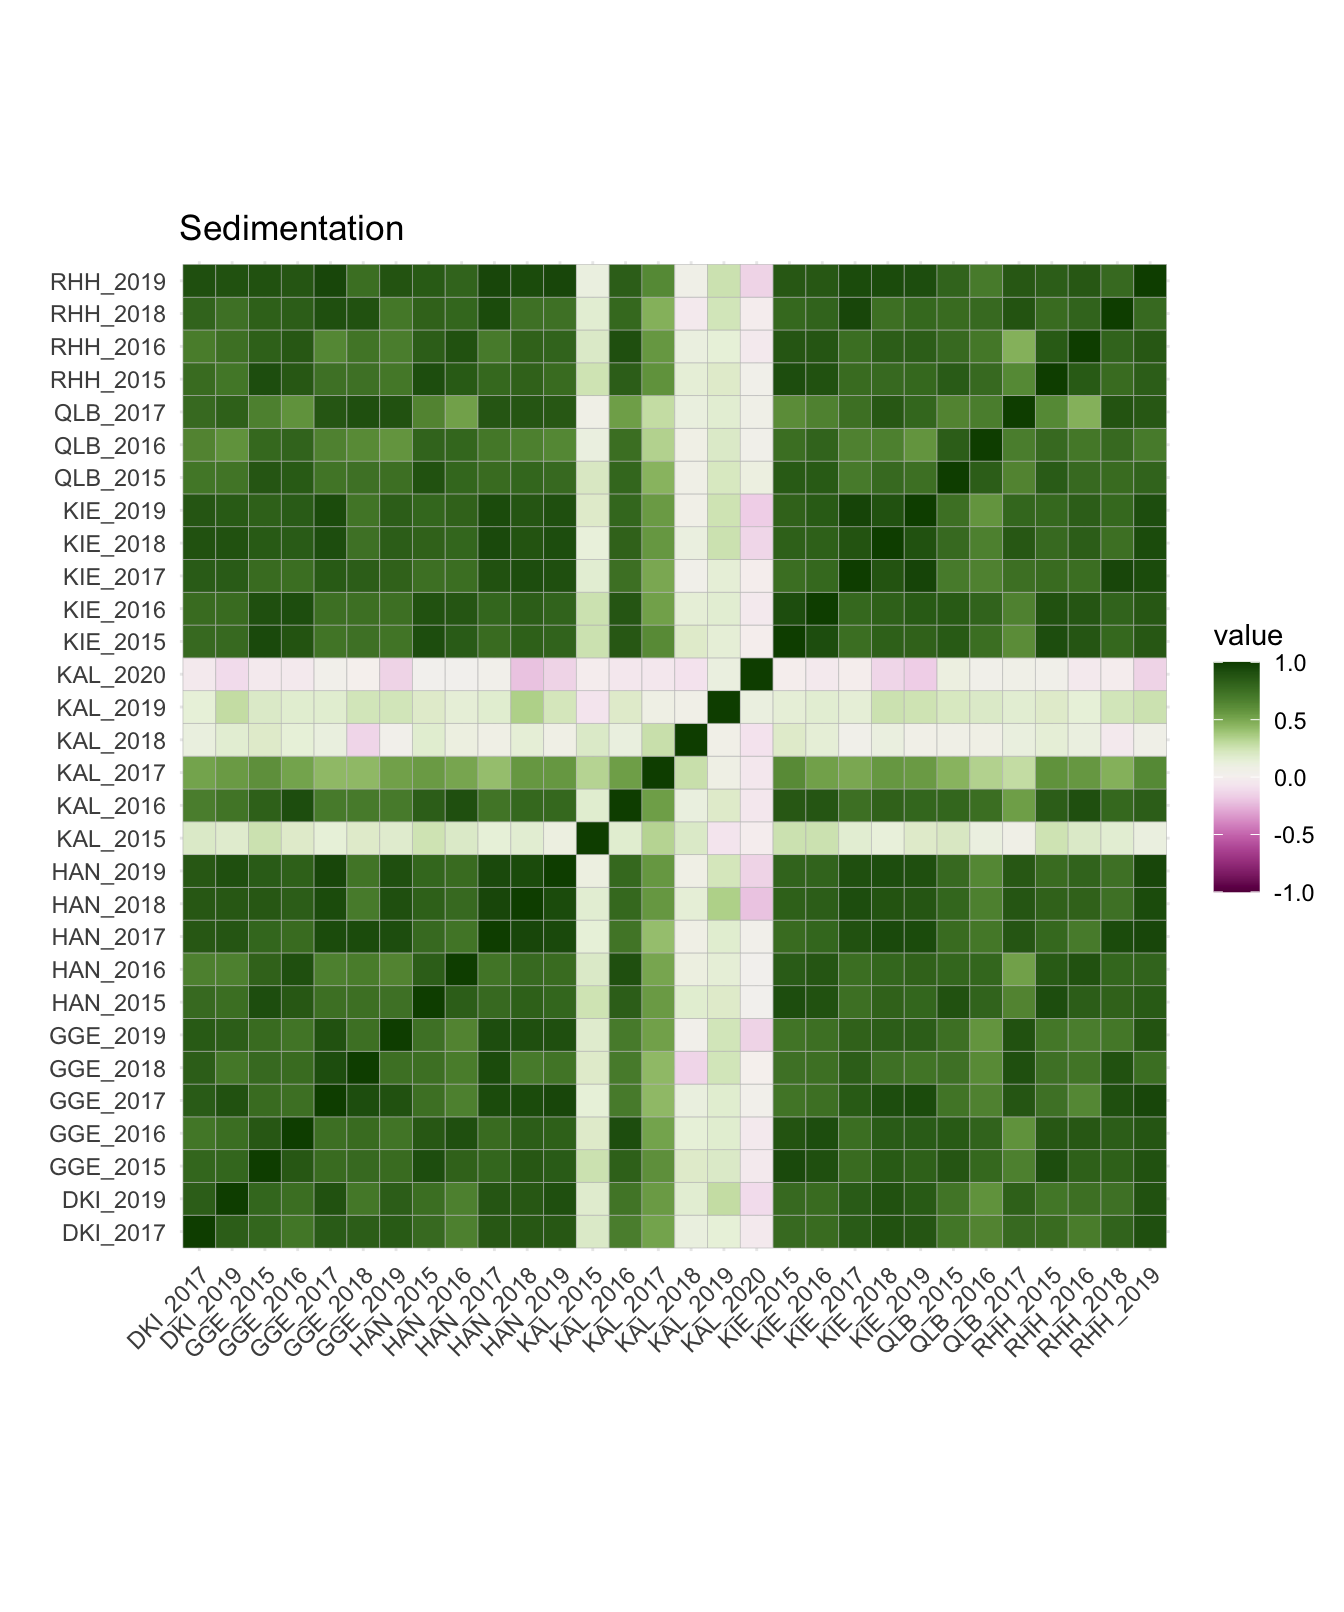 Sedimentation
RHH_2019
RHH_2018
RHH_2016
RHH_2015
QLB_2017
QLB_2016
QLB_2015
KIE_2019
KIE_2018
KIE_2017
KIE_2016
KIE_2015
KAL_2020
KAL_2019
KAL_2018
KAL_2017
KAL_2016
KAL_2015
HAN_2019
HAN_2018
HAN_2017
HAN_2016
HAN_2015
GGE_2019
GGE_2018
GGE_2017
GGE_2016
GGE_2015
DKI_2019
DKI_2017
DKI_2017
DKI_2019
GGE_2015
GGE_2016
GGE_2017
GGE_2018
GGE_2019
HAN_2015
HAN_2016
HAN_2017
HAN_2018
HAN_2019
KAL_2015
KAL_2016
KAL_2017
KAL_2018
KAL_2019
KAL_2020
KIE_2015
KIE_2016
KIE_2017
KIE_2018
KIE_2019
QLB_2015
QLB_2016
QLB_2017
RHH_2015
RHH_2016
RHH_2018
RHH_2019
value
1.0
0.5
0.0
-0.5
-1.0